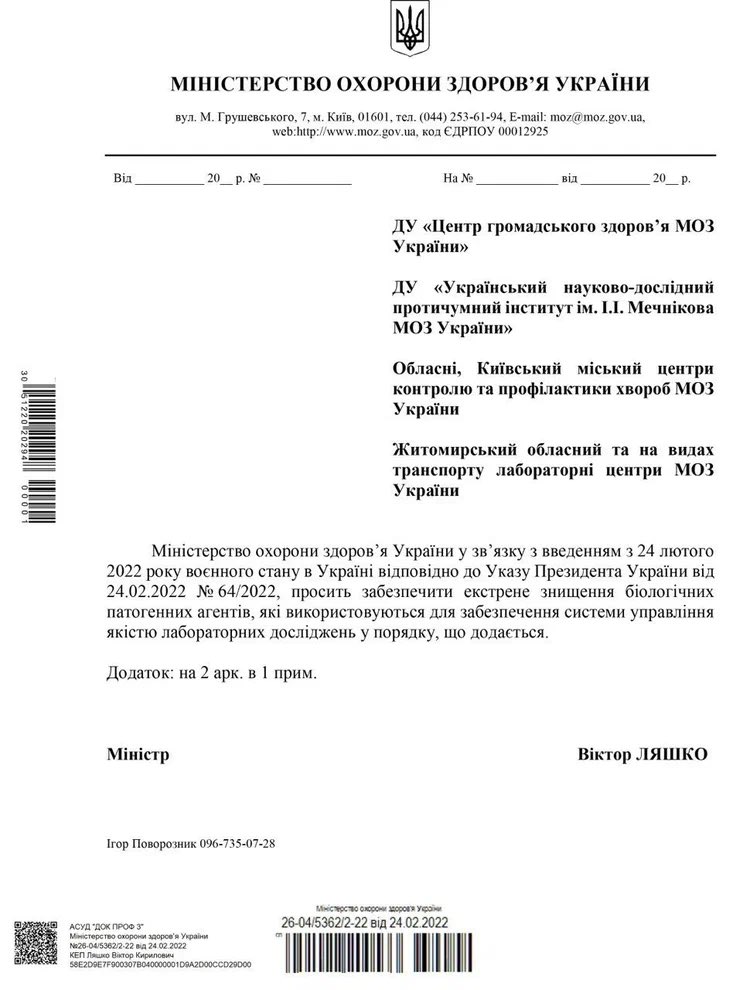 МІНІСТЕРСТВО ОХОРОНИ ЗДОРОВ’Я УКРАЇНИ
вул. М. Грушевського, 7, м. Київ, 01601, тел. (044) 253-61-94, E-mail: moz@moz.gov.ua,
web:http://www.moz.gov.ua, код ЄДРПОУ 00012925
Від ___________ 20__ р. № ______________ На № _____________ від ___________ 20__ р.
ДУ «Центр громадського здоров’я МОЗ
України»
ДУ «Український науково-дослідний
протичумний інститут ім. І.І. Мечнікова
МОЗ України»
Обласні, Київський міський центри
контролю та профілактики хвороб МОЗ
України
Житомирський обласний та на видах
транспорту лабораторні центри МОЗ
України
30 51220 20294
00001
Міністерство охорони здоров’я України у зв’язку з введенням з 24 лютого
2022 року воєнного стану в Україні відповідно до Указу Президента України від
24.02.2022 № 64/2022, просить забезпечити екстрене знищення біологічних
патогенних агентів, які використовуються для забезпечення системи управління
якістю лабораторних досліджень у порядку, що додається.
Додаток: на 2 арк. в 1 прим.
Міністр Віктор ЛЯШКО
Ігор Поворозник 096-735-07-28
АСУД "ДОК ПРОФ 3"
Міністерство охорони здоров'я України
№26-04/5362/2-22 від 24.02.2022
КЕП Ляшко Віктор Кирилович
58E2D9E7F900307B040000001D9A2D00CCD29D00
Міністерство охорони здоров'я України
26-04/5362/2-22 від 24.02.2022